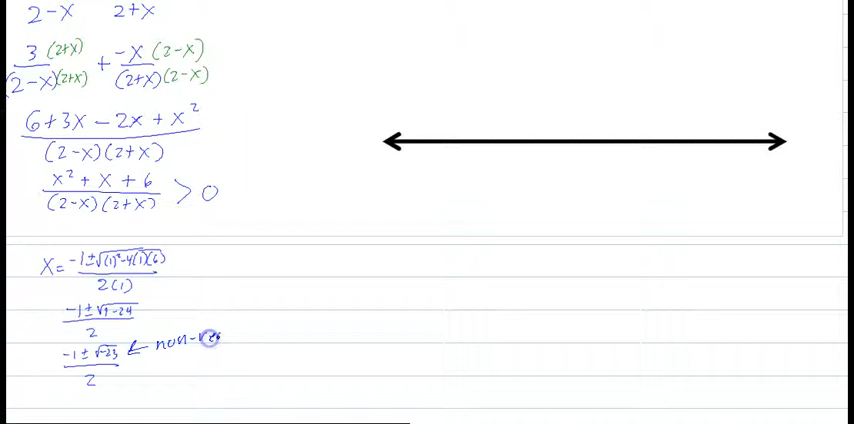 2-x 2+x
3 (2+x) / (2-x)(2+x) + -x (2-x) / (2+x)(2-x)
6+3x-2x+x² / (2-x)(2+x)
x²+x+6 / (2-x)(2+x) > 0
x= -1±√(1)²-4(1)(6) / 2(1)
-1±√1-24 / 2
-1±√-23 / 2 ← non-rea